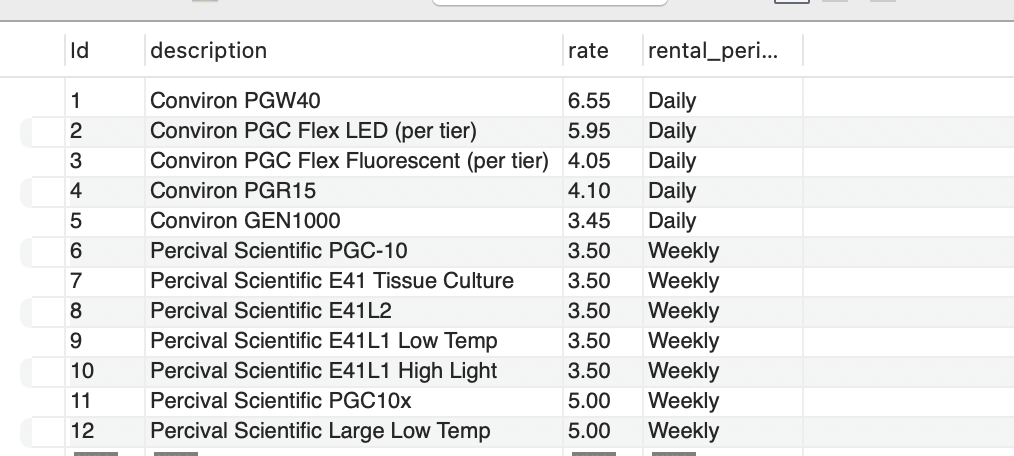 Id description rate rental_peri...
1 Conviron PGW40 6.55 Daily
2 Conviron PGC Flex LED (per tier) 5.95 Daily
3 Conviron PGC Flex Fluorescent (per tier) 4.05 Daily
4 Conviron PGR15 4.10 Daily
5 Conviron GEN1000 3.45 Daily
6 Percival Scientific PGC-10 3.50 Weekly
7 Percival Scientific E41 Tissue Culture 3.50 Weekly
8 Percival Scientific E41L2 3.50 Weekly
9 Percival Scientific E41L1 Low Temp 3.50 Weekly
10 Percival Scientific E41L1 High Light 3.50 Weekly
11 Percival Scientific PGC10x 5.00 Weekly
12 Percival Scientific Large Low Temp 5.00 Weekly